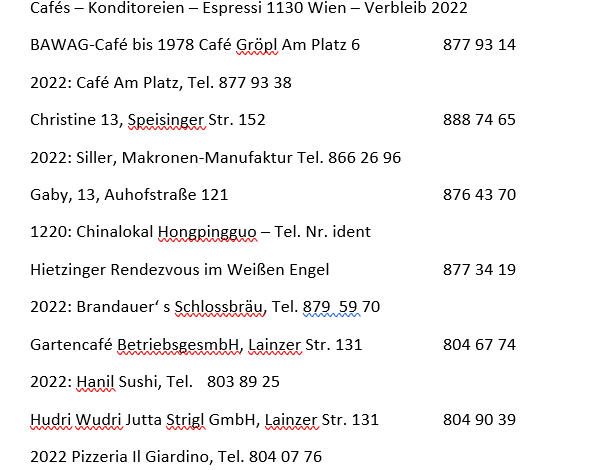 Cafés – Konditoreien – Espressi 1130 Wien – Verbleib 2022
BAWAG-Café bis 1978 Café Gröpl Am Platz 6 877 93 14
2022: Café Am Platz, Tel. 877 93 38
Christine 13, Speisinger Str. 152 888 74 65
2022: Siller, Makronen-Manufaktur Tel. 866 26 96
Gaby, 13, Auhofstraße 121 876 43 70
1220: Chinalokal Hongpingguo – Tel. Nr. ident
Hietzinger Rendezvous im Weißen Engel 877 34 19
2022: Brandauer‘ s Schlossbräu, Tel. 879  59 70
Gartencafé BetriebsgesmbH, Lainzer Str. 131 804 67 74
2022: Hanil Sushi, Tel.   803 89 25
Hudri Wudri Jutta Strigl GmbH, Lainzer Str. 131 804 90 39
2022 Pizzeria Il Giardino, Tel. 804 07 76